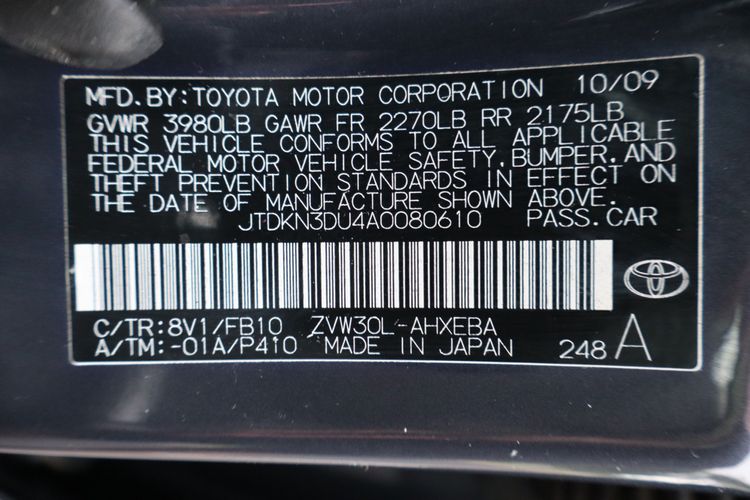 MFD. BY: TOYOTA MOTOR CORPORATION 10/09
GVWR 3980LB GAWR FR 2270LB RR 2175LB
THIS VEHICLE CONFORMS TO ALL APPLICABLE
FEDERAL MOTOR VEHICLE SAFETY, BUMPER, AND
THEFT PREVENTION STANDARDS IN EFFECT ON
THE DATE OF MANUFACTURE SHOWN ABOVE.
JTDKN3DU4A0080610 PASS. CAR
C/TR: 8V1/FB10 ZVW30L-AHXEBA
A/TM: -01A/P410 MADE IN JAPAN 248 A